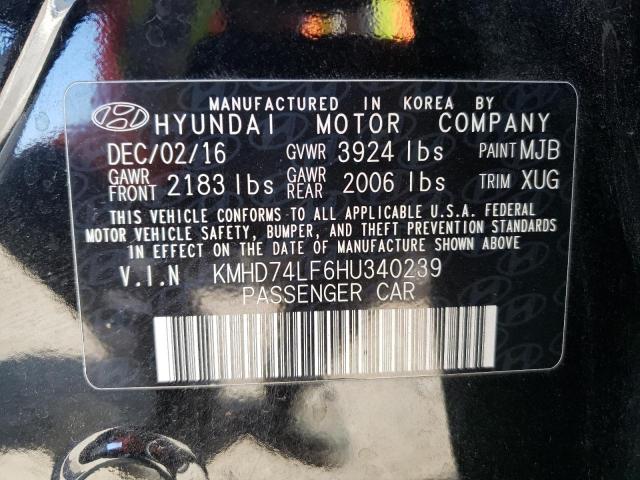 MANUFACTURED IN KOREA BY
HYUNDAI MOTOR COMPANY
DEC/02/16 GVWR 3924 lbs PAINT MJB
GAWR FRONT 2183 lbs GAWR REAR 2006 lbs TRIM XUG
THIS VEHICLE CONFORMS TO ALL APPLICABLE U.S.A. FEDERAL
MOTOR VEHICLE SAFETY, BUMPER, AND THEFT PREVENTION STANDARDS
IN EFFECT ON THE DATE OF MANUFACTURE SHOWN ABOVE.
V.I.N KMHD74LF6HU340239
PASSENGER CAR